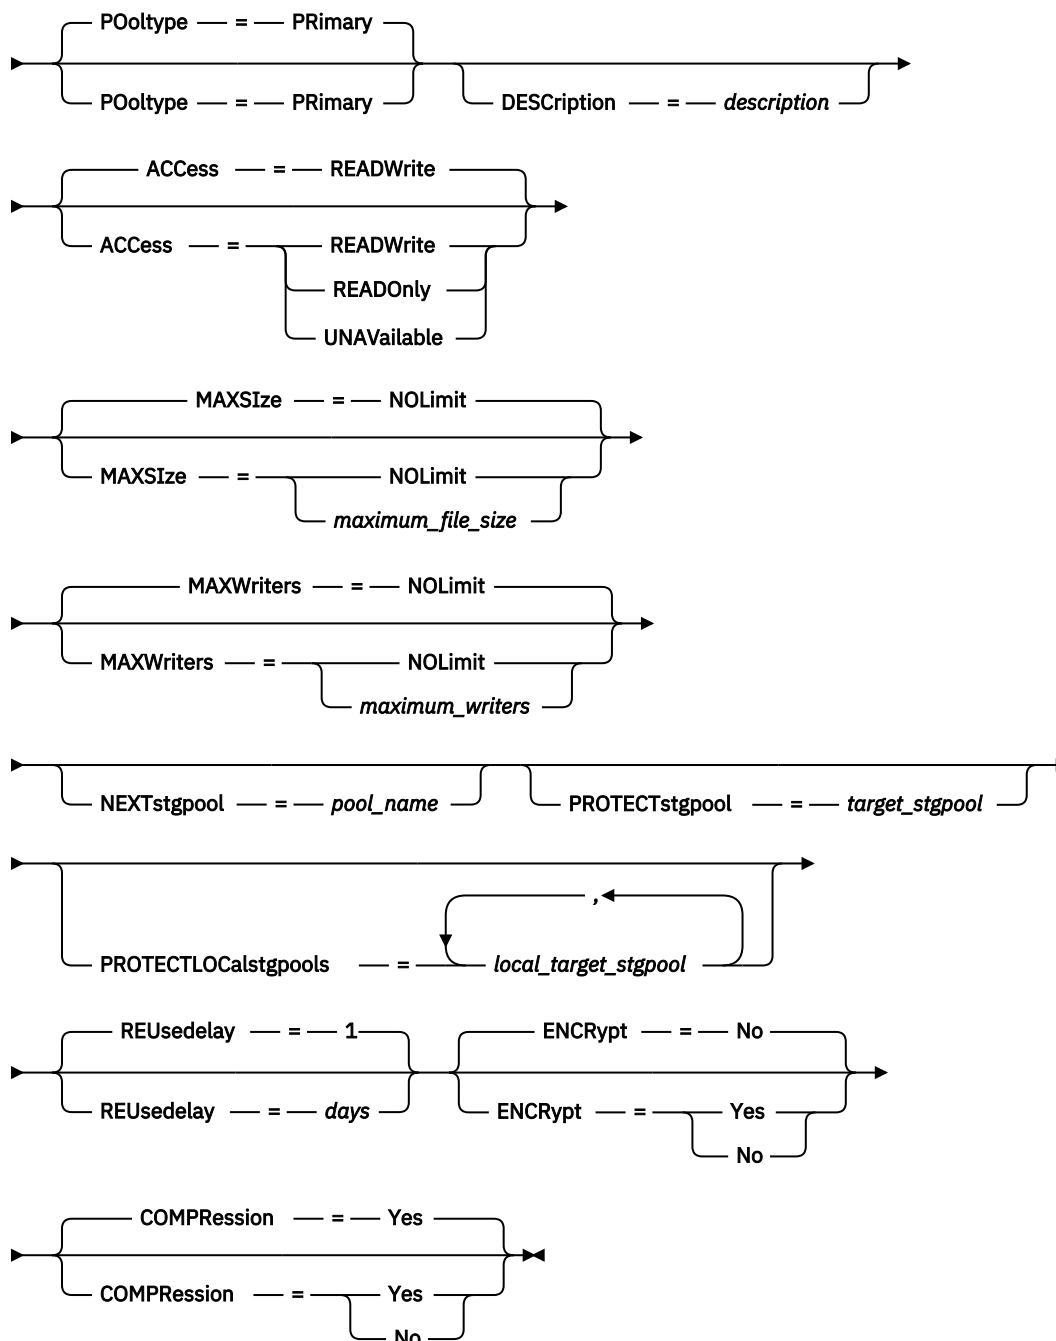 POoltype = PRimary
POoltype = PRimary
DESCription = description
ACCess = READWrite
ACCess = READWrite
READOnly
UNAVailable
MAXSIze = NOLimit
MAXSIze = NOLimit
maximum_file_size
MAXWriters = NOLimit
MAXWriters = NOLimit
maximum_writers
NEXTstgpool = pool_name PROTECTstgpool = target_stgpool
,
PROTECTLOCalstgpools = local_target_stgpool
REUsedelay = 1 ENCRypt = No
REUsedelay = days ENCRypt = Yes
No
COMPRession = Yes
COMPRession = Yes
No